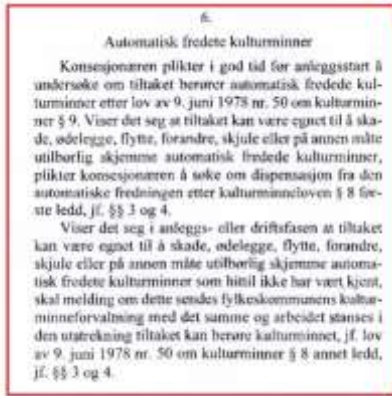 6.
Automatisk fredete kulturminner
Konsesjonæren plikter i god tid før anleggsstart å
undersøke om tiltaket berører automatisk fredede kul-
turminner etter lov av 9. juni 1978 nr. 50 om kulturmin-
ner § 9. Viser det seg at tiltaket kan være egnet til å ska-
de, ødelegge, flytte, forandre, skjule eller på annen måte
utilbørlig skjemme automatisk fredede kulturminner,
plikter konsesjonæren å søke om dispensasjon fra den
automatiske fredningen etter kulturminneloven § 8 før-
ste ledd, jf. §§ 3 og 4.
Viser det seg i anleggs- eller driftsfasen at tiltaket
kan være egnet til å skade, ødelegge, flytte, forandre,
skjule eller på annen måte utilbørlig skjemme automa-
tisk fredete kulturminner som hittil ikke har vært kjent,
skal melding om dette sendes fylkeskommunens kultur-
minneforvaltning med det samme og arbeidet stanses i
den utstrekning tiltaket kan berøre kulturminnet, jf. lov
av 9. juni 1978 nr. 50 om kulturminner § 8 annet ledd,
jf. §§ 3 og 4.